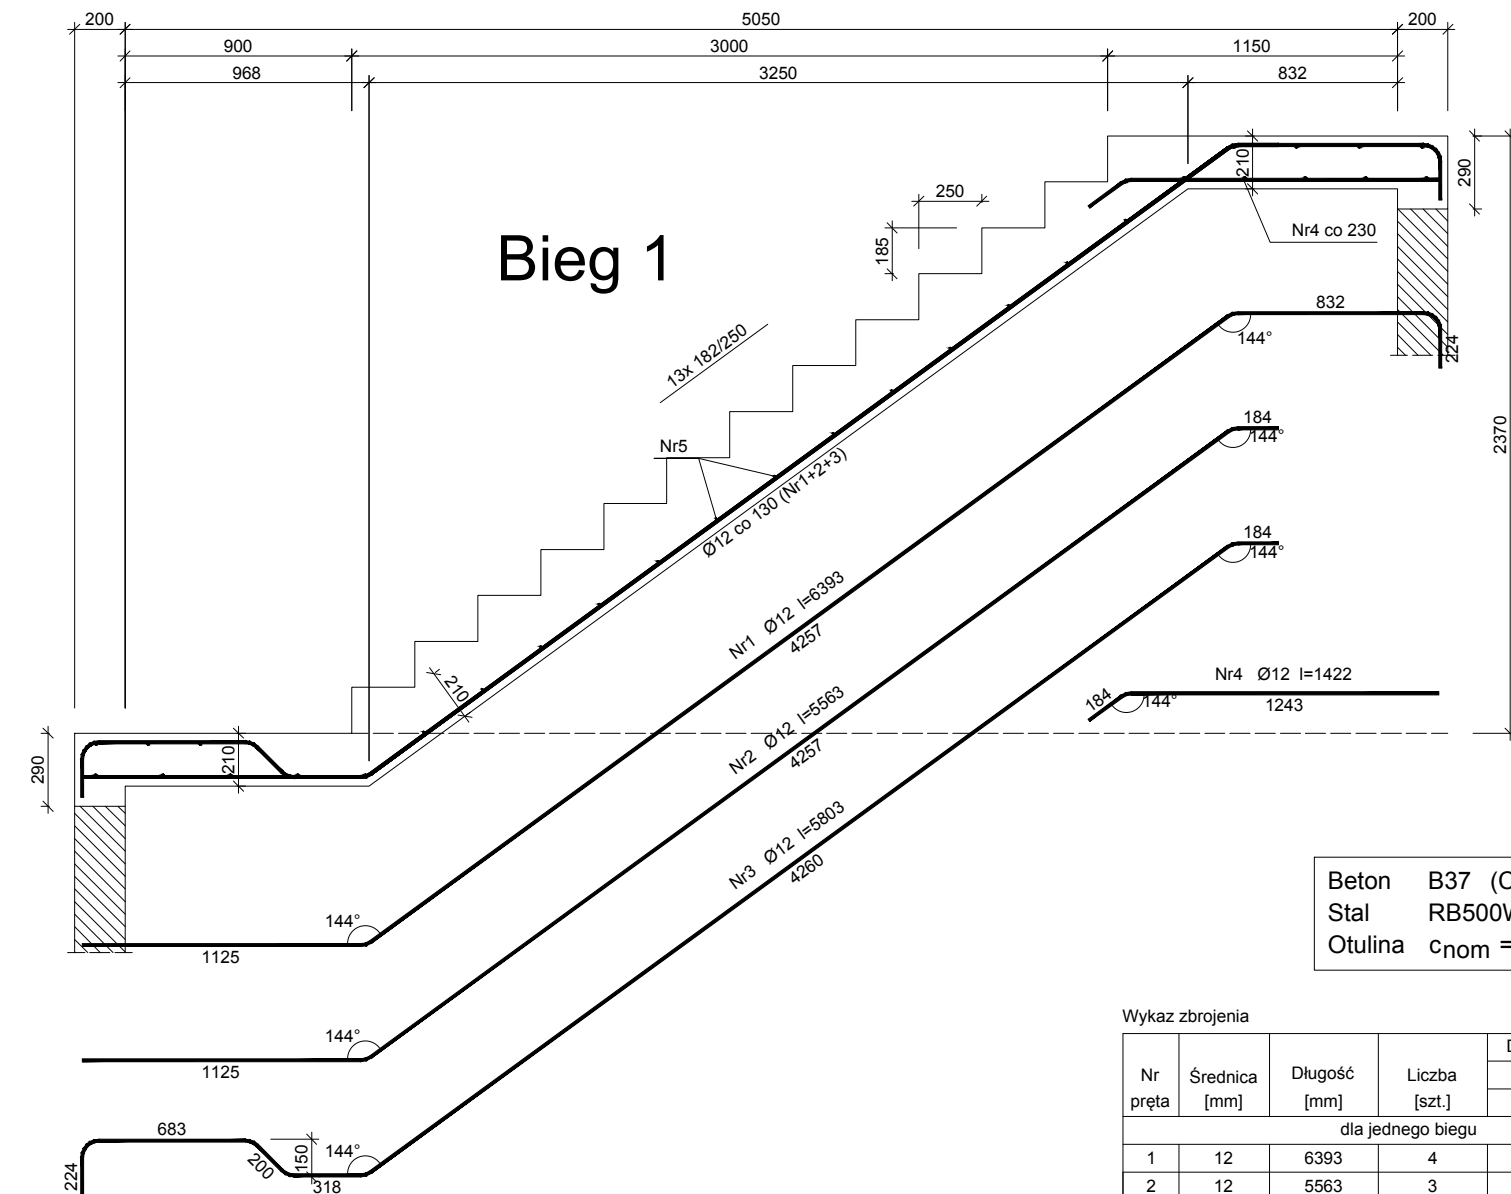 200 5050 200
900 3000 1150
968 3250 832
210
290
250
Nr4 co 230
185
Bieg 1
832
144°
224
13x 182/250
184
144°
2370
Nr5
Ø12 co 130 (Nr1+2+3)
184
144°
Nr1 Ø12 l=6393
4257
210
Nr4 Ø12 l=1422
184
144°
1243
Nr2 Ø12 l=5563
4257
290
210
Nr3 Ø12 l=5803
4260
144°
1125
Beton B37 (C
Stal RB500W
Otulina cnom =
Wykaz zbrojenia
144°
1125
Nr pręta Średnica [mm] Długość [mm] Liczba [szt.]
dla jednego biegu
683
150
144°
200
224
318
1 12 6393 4
2 12 5563 3